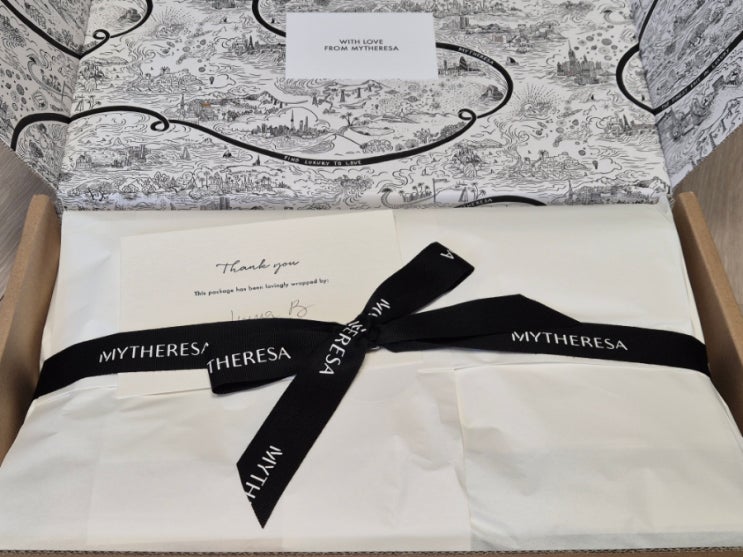 WITH LOVE
FROM MYTHERESA
MYTHERESA
FIND LUXURY TO LOVE
Thank you
This package has been lovingly wrapped by:
MYTHERESA
MYTHERESA
THERESA
MYTHERESA
MYTH